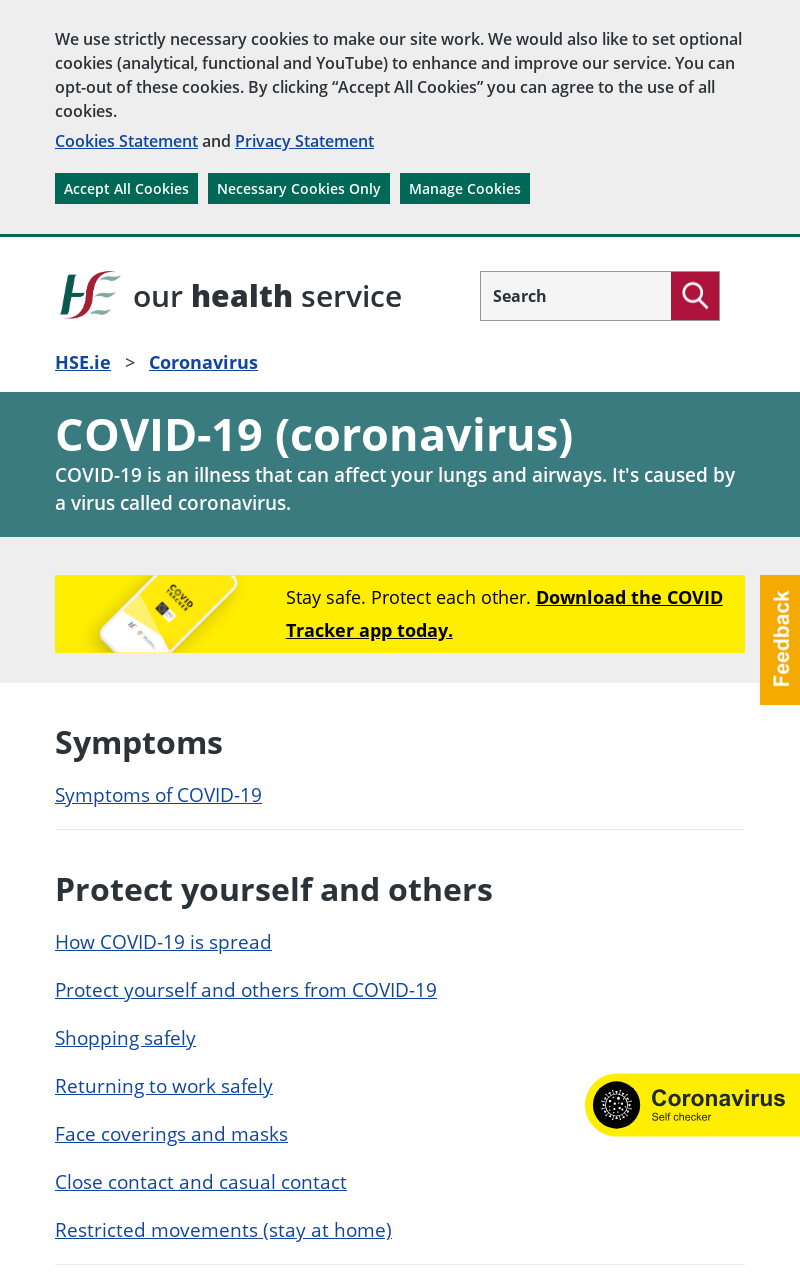 We use strictly necessary cookies to make our site work. We would also like to set optional
cookies (analytical, functional and YouTube) to enhance and improve our service. You can
opt-out of these cookies. By clicking “Accept All Cookies” you can agree to the use of all
cookies.
Cookies Statement and Privacy Statement
Accept All Cookies Necessary Cookies Only Manage Cookies
HE our health service
Search
HSE.ie > Coronavirus
COVID-19 (coronavirus)
COVID-19 is an illness that can affect your lungs and airways. It's caused by
a virus called coronavirus.
COVID
TRACKER
Stay safe. Protect each other. Download the COVID
Tracker app today.
Feedback
Symptoms
Symptoms of COVID-19
Protect yourself and others
How COVID-19 is spread
Protect yourself and others from COVID-19
Shopping safely
Returning to work safely
Coronavirus
Self checker
Face coverings and masks
Close contact and casual contact
Restricted movements (stay at home)